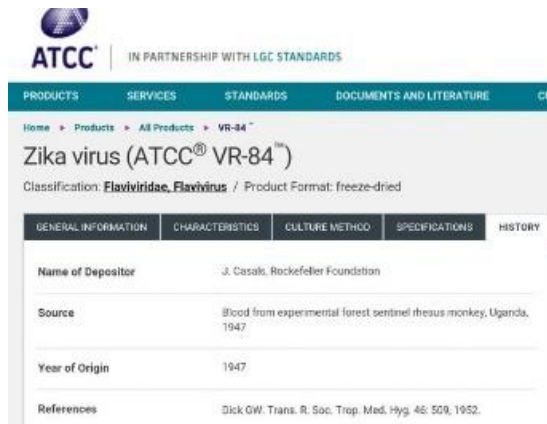 ATCC® IN PARTNERSHIP WITH LGC STANDARDS
PRODUCTS SERVICES STANDARDS DOCUMENTS AND LITERATURE
Home ▸ Products ▸ All Products ▸ VR-84™
Zika virus (ATCC® VR-84™)
Classification: Flaviviridae, Flavivirus / Product Format: freeze-dried
GENERAL INFORMATION CHARACTERISTICS CULTURE METHOD SPECIFICATIONS HISTORY
Name of Depositor J. Casals, Rockefeller Foundation
Source Blood from experimental forest sentinel rhesus monkey, Uganda,
1947
Year of Origin 1947
References Dick GW. Trans. R. Soc. Trop. Med. Hyg. 46: 509, 1952.